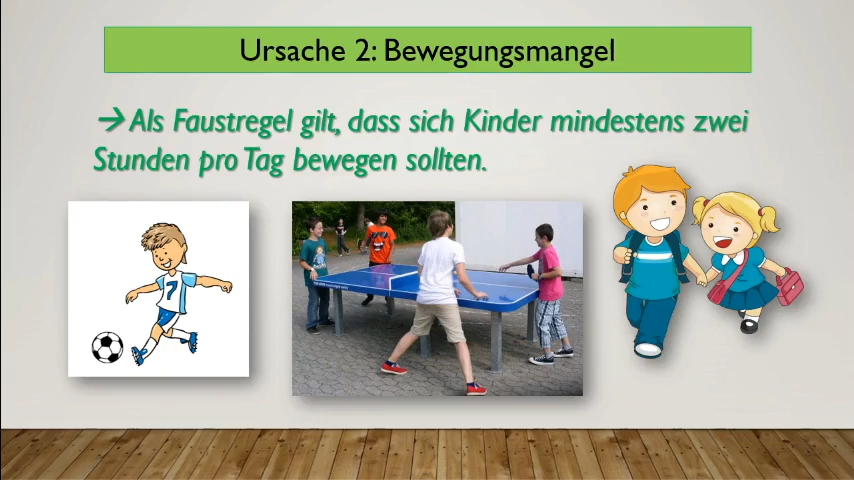 Ursache 2: Bewegungsmangel
→ Als Faustregel gilt, dass sich Kinder mindestens zwei
Stunden pro Tag bewegen sollten.
7